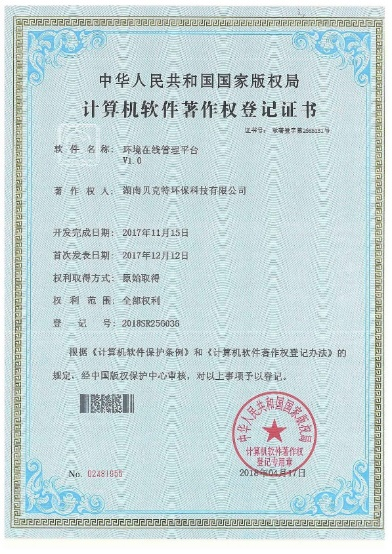 中华人民共和国国家版权局
计算机软件著作权登记证书
证书号： 软著登字第2585131号
软件名称： 环境在线管理平台
V1.0
著作权人： 湖南贝克特环保科技有限公司
开发完成日期： 2017年11月15日
首次发表日期： 2017年12月12日
权利取得方式： 原始取得
权利范围： 全部权利
登记号： 2018SR256036
根据《计算机软件保护条例》和《计算机软件著作权登记办法》的
规定，经中国版权保护中心审核，对以上事项予以登记。
中华人民共和国国家版权局
计算机软件著作权
登记专用章
No. 02481955
2018年04月17日